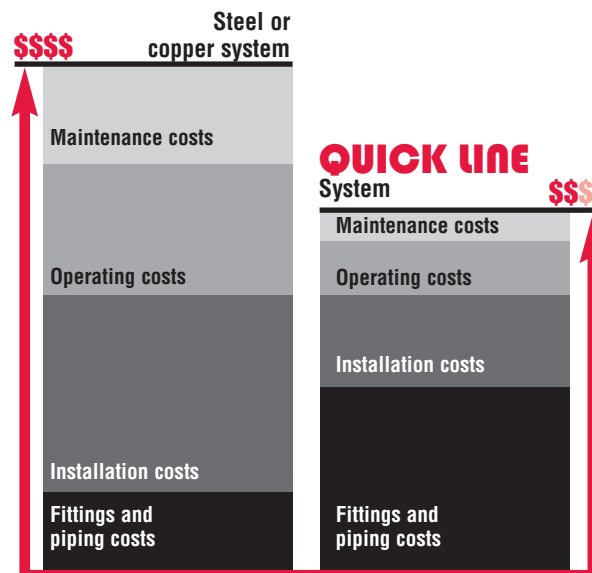 Steel or
$$$$ copper system
Maintenance costs
Operating costs
Installation costs
Fittings and
piping costs
QUICK LINE
System $$$
Maintenance costs
Operating costs
Installation costs
Fittings and
piping costs